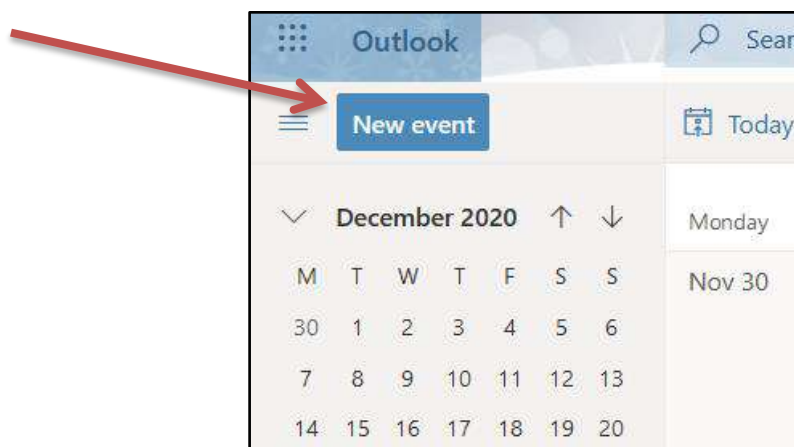 Outlook
New event
Today
December 2020
Monday
M T W T F S S
Nov 30
30 1 2 3 4 5 6
7 8 9 10 11 12 13
14 15 16 17 18 19 20